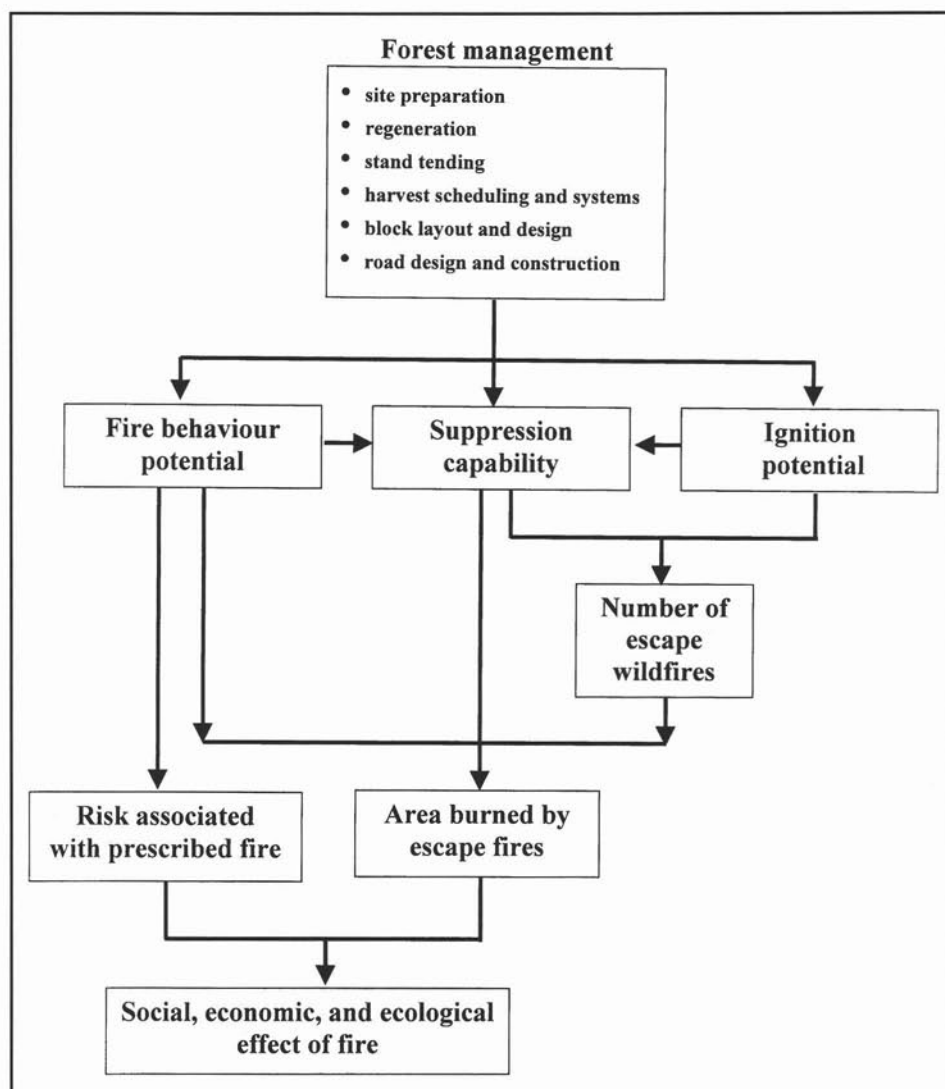 Forest management
• site preparation
• regeneration
• stand tending
• harvest scheduling and systems
• block layout and design
• road design and construction
Fire behaviour
potential
Suppression
capability
Ignition
potential
Number of
escape
wildfires
Risk associated
with prescribed fire
Area burned by
escape fires
Social, economic, and ecological
effect of fire